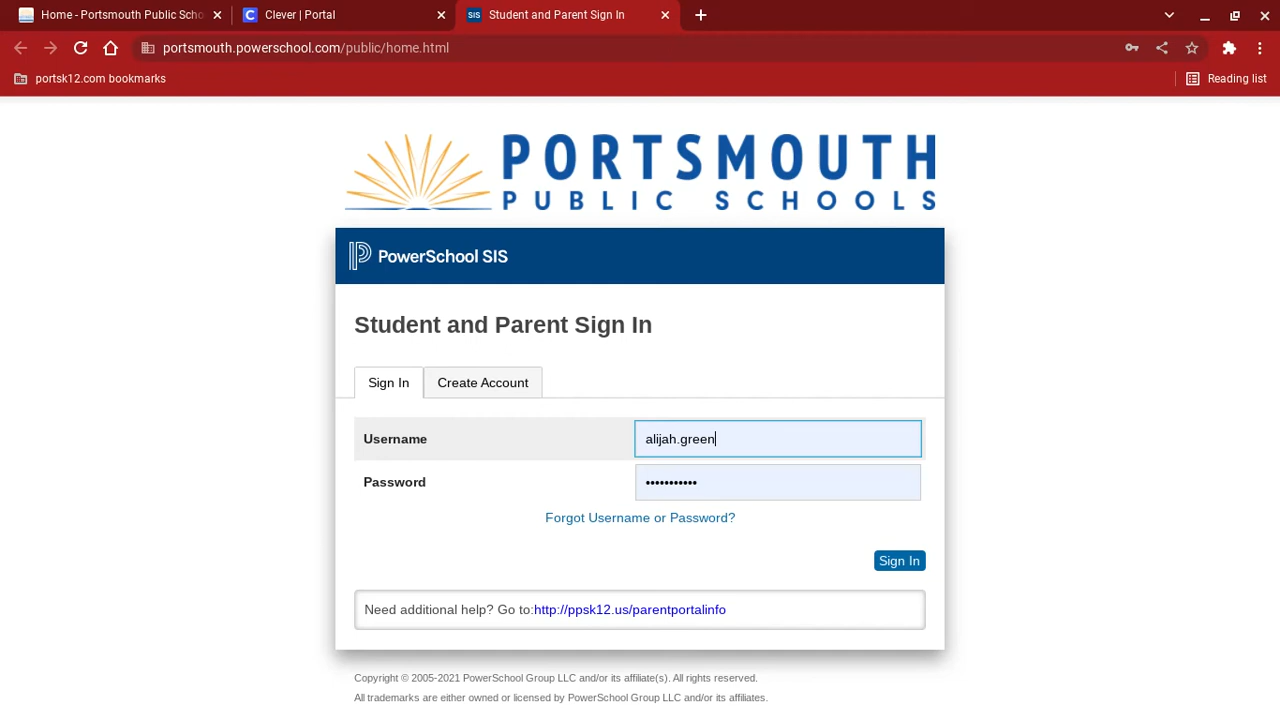 Home - Portsmouth Public Scho
Clever | Portal
SIS Student and Parent Sign In
portsmouth.powerschool.com/public/home.html
portsk12.com bookmarks
Reading list
PORTSMOUTH
PUBLIC SCHOOLS
PowerSchool SIS
Student and Parent Sign In
Sign In
Create Account
Username
alijah.green
Password
•••••••••••
Forgot Username or Password?
Sign In
Need additional help? Go to:http://ppsk12.us/parentportalinfo
Copyright © 2005-2021 PowerSchool Group LLC and/or its affiliate(s). All rights reserved.
All trademarks are either owned or licensed by PowerSchool Group LLC and/or its affiliates.